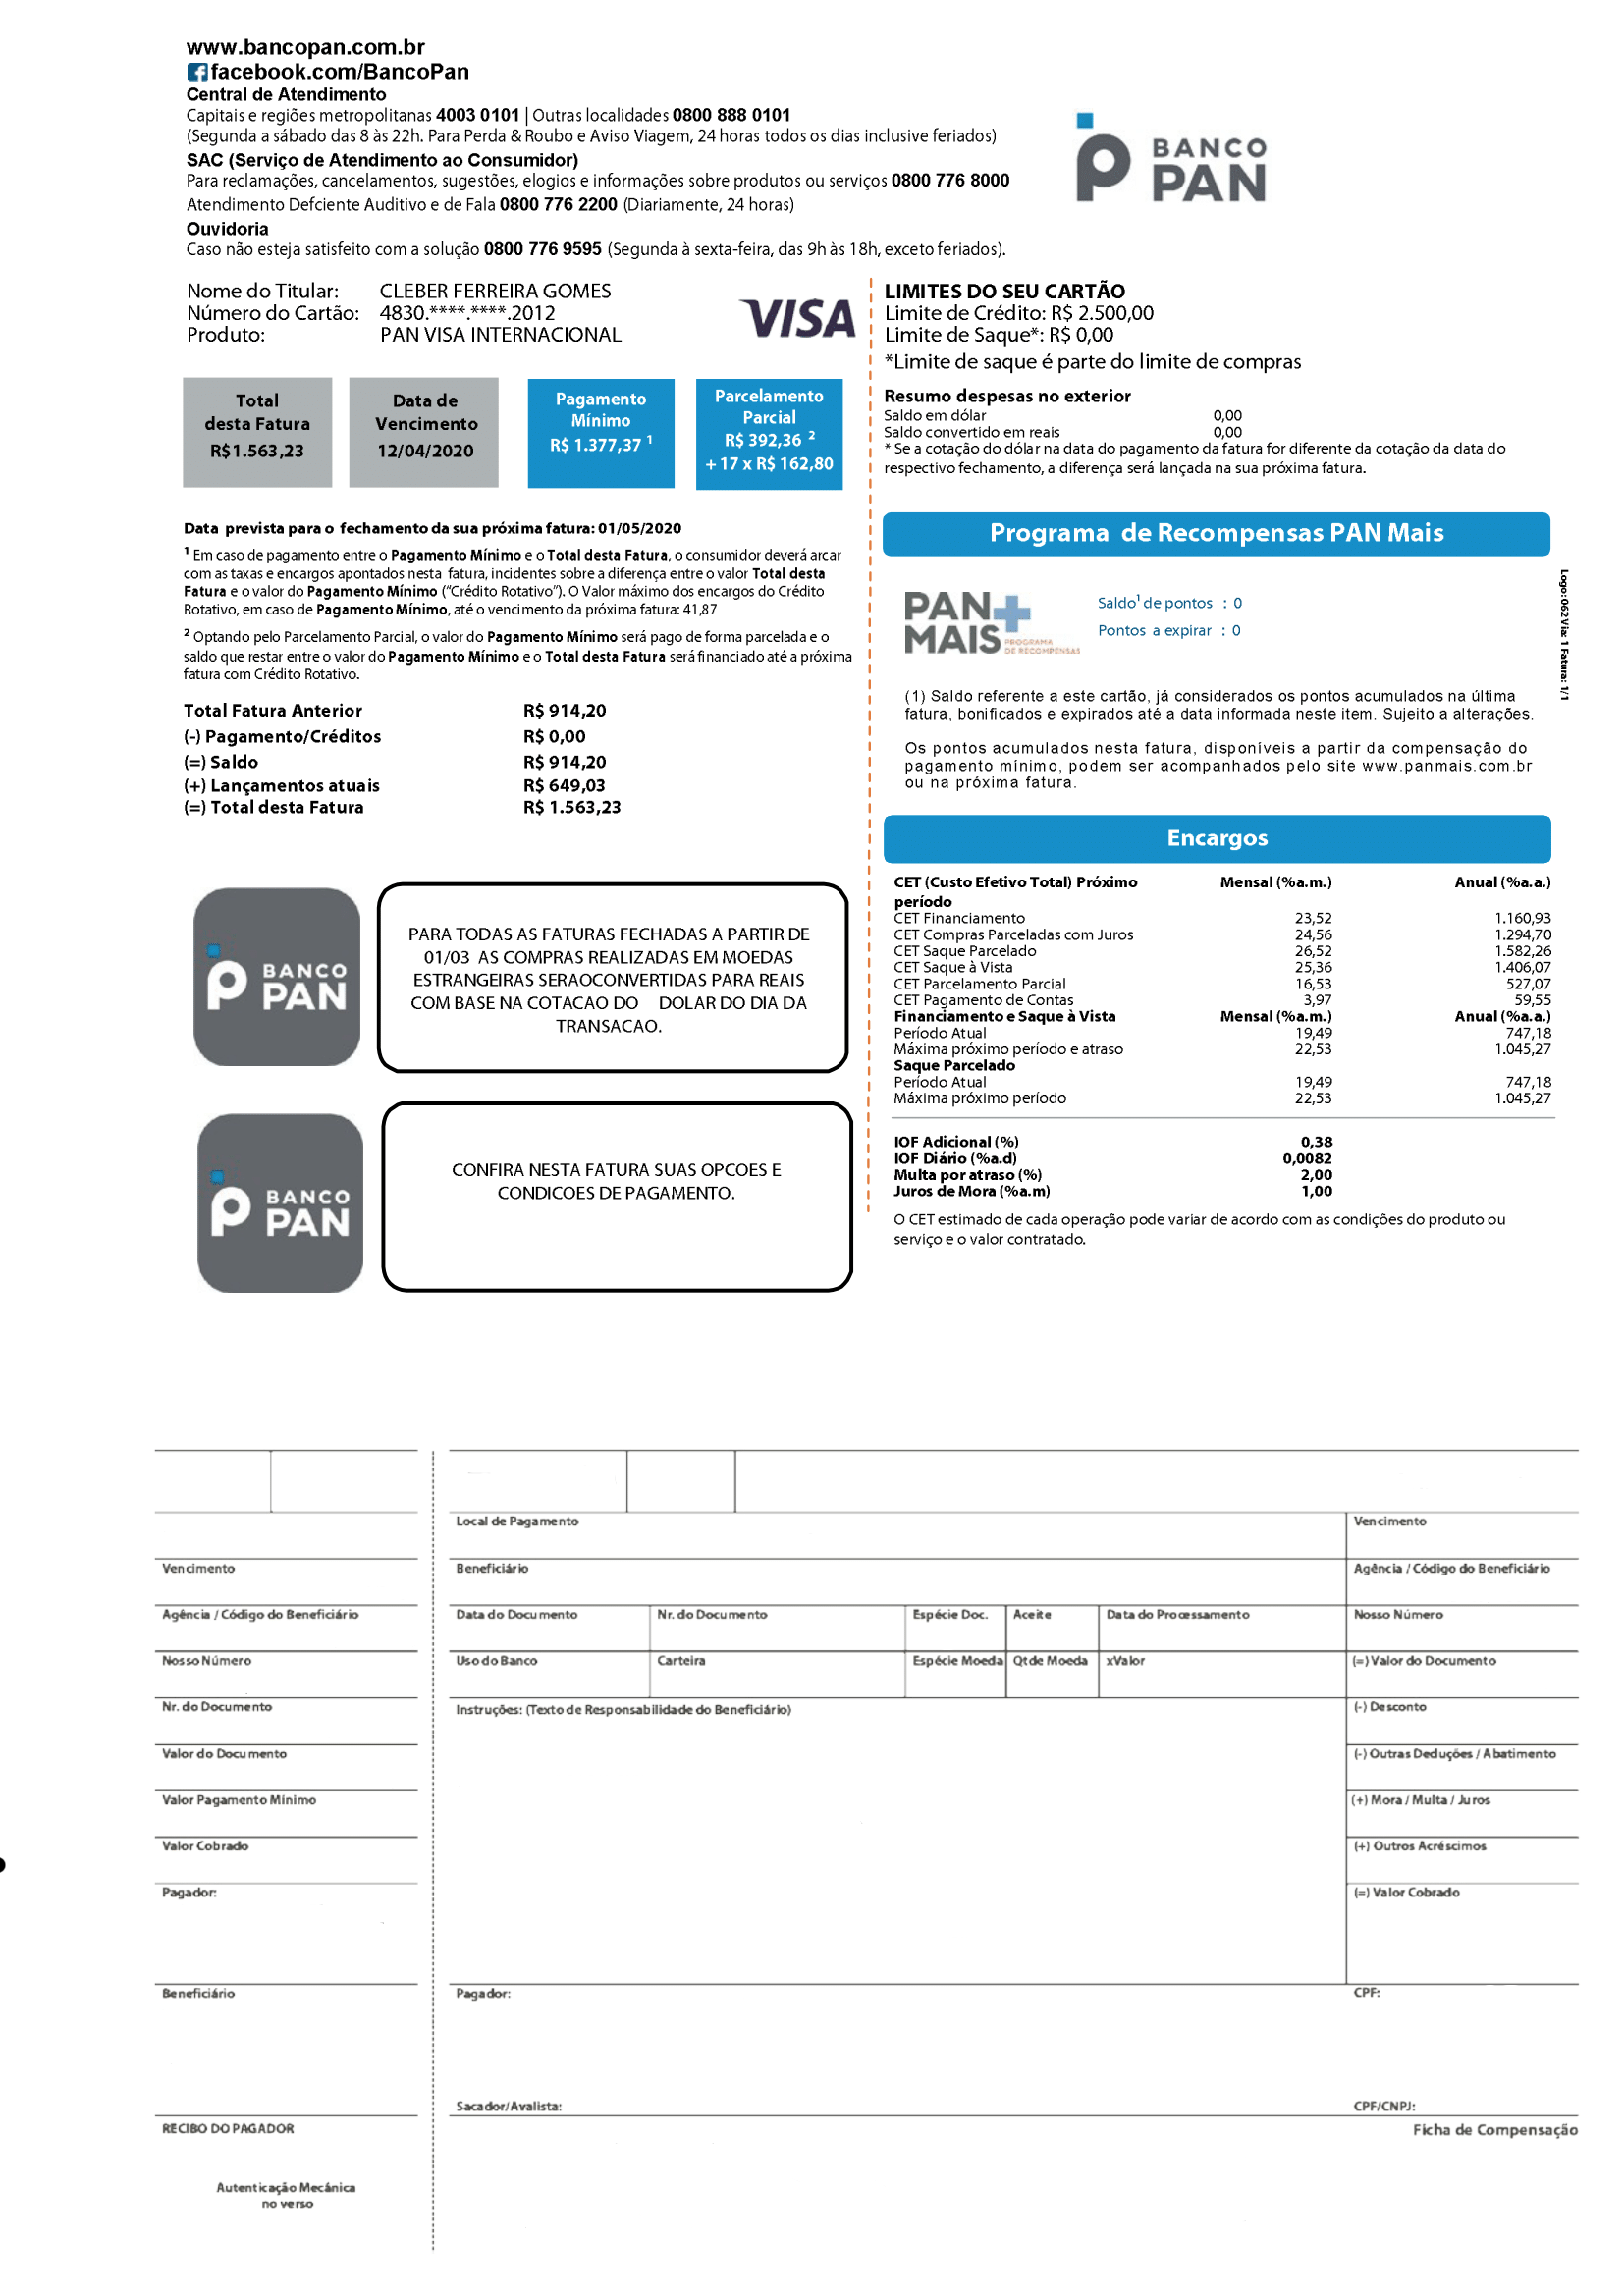 www.bancopan.com.br
facebook.com/BancoPan
Central de Atendimento
Capitais e regiões metropolitanas 4003 0101 | Outras localidades 0800 888 0101
(Segunda a sábado das 8 às 22h. Para Perda & Roubo e Aviso Viagem, 24 horas todos os dias inclusive feriados)
SAC (Serviço de Atendimento ao Consumidor)
Para reclamações, cancelamentos, sugestões, elogios e informações sobre produtos ou serviços 0800 776 8000
Atendimento Defciente Auditivo e de Fala 0800 776 2200 (Diariamente, 24 horas)
Ouvidoria
Caso não esteja satisfeito com a solução 0800 776 9595 (Segunda à sexta-feira, das 9h às 18h, exceto feriados).
BANCO
PAN
Nome do Titular: CLEBER FERREIRA GOMES
Número do Cartão: 4830.****.****.2012
Produto: PAN VISA INTERNACIONAL
VISA
Total
desta Fatura
R$1.563,23
Data de
Vencimento
12/04/2020
Pagamento
Mínimo
R$ 1.377,37 ¹
Parcelamento
Parcial
R$ 392,36 ²
+ 17 x R$ 162,80
Data prevista para o fechamento da sua próxima fatura: 01/05/2020
¹ Em caso de pagamento entre o Pagamento Mínimo e o Total desta Fatura, o consumidor deverá arcar
com as taxas e encargos apontados nesta fatura, incidentes sobre a diferença entre o valor Total desta
Fatura e o valor do Pagamento Mínimo (“Crédito Rotativo”). O Valor máximo dos encargos do Crédito
Rotativo, em caso de Pagamento Mínimo, até o vencimento da próxima fatura: 41,87
² Optando pelo Parcelamento Parcial, o valor do Pagamento Mínimo será pago de forma parcelada e o
saldo que restar entre o valor do Pagamento Mínimo e o Total desta Fatura será financiado até a próxima
fatura com Crédito Rotativo.
Total Fatura Anterior R$ 914,20
(-) Pagamento/Créditos R$ 0,00
(=) Saldo R$ 914,20
(+) Lançamentos atuais R$ 649,03
(=) Total desta Fatura R$ 1.563,23
BANCO
PAN
PARA TODAS AS FATURAS FECHADAS A PARTIR DE
01/03 AS COMPRAS REALIZADAS EM MOEDAS
ESTRANGEIRAS SERAOCONVERTIDAS PARA REAIS
COM BASE NA COTACAO DO DOLAR DO DIA DA
TRANSACAO.
BANCO
PAN
CONFIRA NESTA FATURA SUAS OPCOES E
CONDICOES DE PAGAMENTO.
LIMITES DO SEU CARTÃO
Limite de Crédito: R$ 2.500,00
Limite de Saque*: R$ 0,00
*Limite de saque é parte do limite de compras
Resumo despesas no exterior
Saldo em dólar 0,00
Saldo convertido em reais 0,00
* Se a cotação do dólar na data do pagamento da fatura for diferente da cotação da data do
respectivo fechamento, a diferença será lançada na sua próxima fatura.
Programa de Recompensas PAN Mais
PAN+
MAIS PROGRAMA
DE RECOMPENSAS
Saldo¹ de pontos : 0
Pontos a expirar : 0
(1) Saldo referente a este cartão, já considerados os pontos acumulados na última
fatura, bonificados e expirados até a data informada neste item. Sujeito a alterações.
Os pontos acumulados nesta fatura, disponíveis a partir da compensação do
pagamento mínimo, podem ser acompanhados pelo site www.panmais.com.br
ou na próxima fatura.
Logo: 062 Via: 1 Fatura: 1/1
Encargos
CET (Custo Efetivo Total) Próximo Mensal (%a.m.) Anual (%a.a.)
período
CET Financiamento 23,52 1.160,93
CET Compras Parceladas com Juros 24,56 1.294,70
CET Saque Parcelado 26,52 1.582,26
CET Saque à Vista 25,36 1.406,07
CET Parcelamento Parcial 16,53 527,07
CET Pagamento de Contas 3,97 59,55
Financiamento e Saque à Vista Mensal (%a.m.) Anual (%a.a.)
Período Atual 19,49 747,18
Máxima próximo período e atraso 22,53 1.045,27
Saque Parcelado
Período Atual 19,49 747,18
Máxima próximo período 22,53 1.045,27
IOF Adicional (%) 0,38
IOF Diário (%a.d) 0,0082
Multa por atraso (%) 2,00
Juros de Mora (%a.m) 1,00
O CET estimado de cada operação pode variar de acordo com as condições do produto ou
serviço e o valor contratado.
Vencimento
Agência / Código do Beneficiário
Nosso Número
Nr. do Documento
Valor do Documento
Valor Pagamento Mínimo
Valor Cobrado
Pagador:
Beneficiário
RECIBO DO PAGADOR
Autenticação Mecánica
no verso
Local de Pagamento Vencimento
Beneficiário Agência / Código do Beneficiário
Data do Documento Nr. do Documento Espécie Doc. Aceite Data do Processamento Nosso Número
Uso do Banco Carteira Espécie Moeda Qtde Moeda xValor (=) Valor do Documento
Instruções: (Texto de Responsabilidade do Beneficiário) (-) Desconto
(-) Outras Deduções / Abatimento
(+) Mora / Multa / Juros
(+) Outros Acréscimos
(=) Valor Cobrado
Pagador: CPF:
Sacador/Avalista: CPF/CNPJ:
Ficha de Compensação